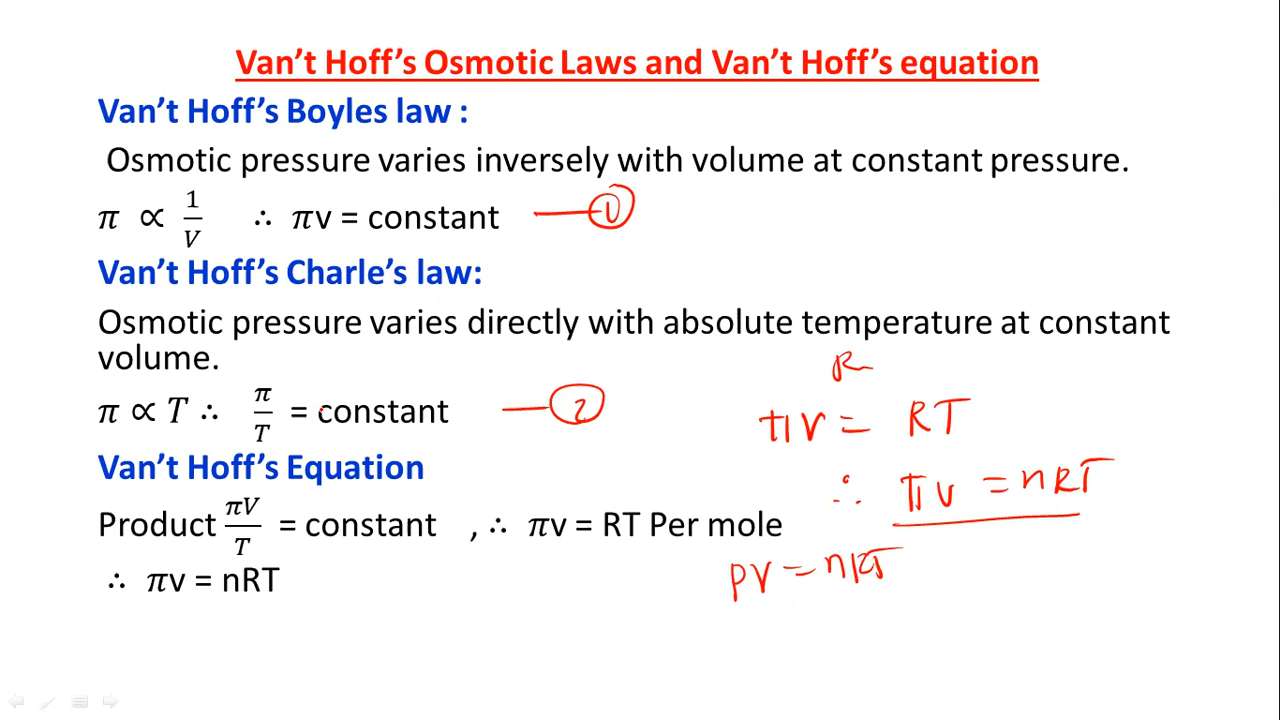 Van’t Hoff’s Osmotic Laws and Van’t Hoff’s equation
Van’t Hoff’s Boyles law :
Osmotic pressure varies inversely with volume at constant pressure.
π ∝ 1/V ∴ πv = constant —①
Van’t Hoff’s Charle’s law:
Osmotic pressure varies directly with absolute temperature at constant
volume.
π ∝ T ∴ π/T = constant —②
R
πV = RT
∴ πV = nRT
Van’t Hoff’s Equation
Product πV/T = constant , ∴ πv = RT Per mole
∴ πv = nRT
PV = nRT